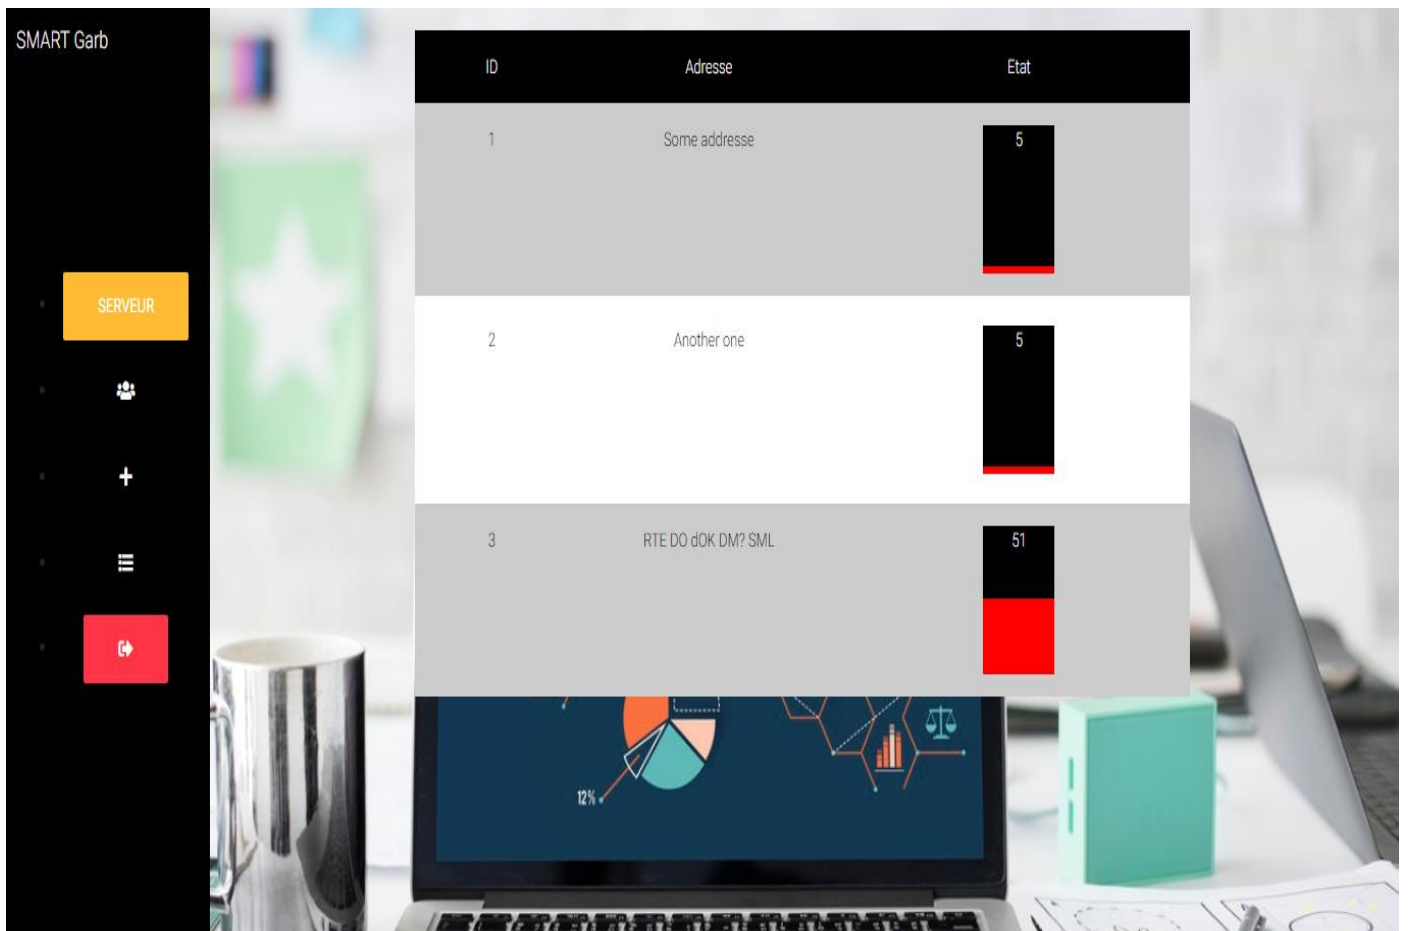 SMART Garb
SERVEUR
ID Adresse Etat
1 Some addresse 5
2 Another one 5
3 RTE DO dOK DM? SML 51
12%